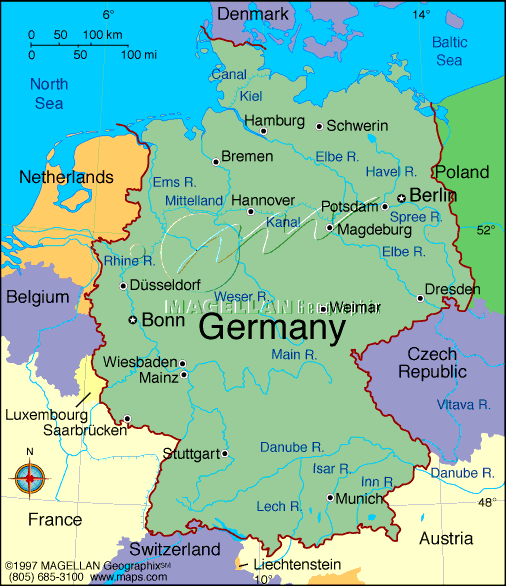 Denmark
6°
14°
0 50 100 km
0 50 100 mi
Baltic
Sea
North
Sea
Canal
Kiel
Hamburg
Schwerin
Bremen
Elbe R.
Havel R.
Poland
Netherlands
Ems R.
Mittelland
Hannover
Potsdam
Berlin
Kanal
Spree R.
Magdeburg
52°
Elbe R.
Rhine R.
Belgium
Düsseldorf
Weser R.
Dresden
MAGELLAN Geographix
Weimar
Bonn
Germany
Main R.
Czech
Republic
Wiesbaden
Mainz
Luxembourg
Saarbrücken
Vltava R.
Stuttgart
Danube R.
Isar R.
Inn R.
Danube R.
N
Lech R.
Munich
48°
France
Austria
Switzerland
Liechtenstein
10°
©1997 MAGELLAN Geographix℠
(805) 685-3100 www.maps.com